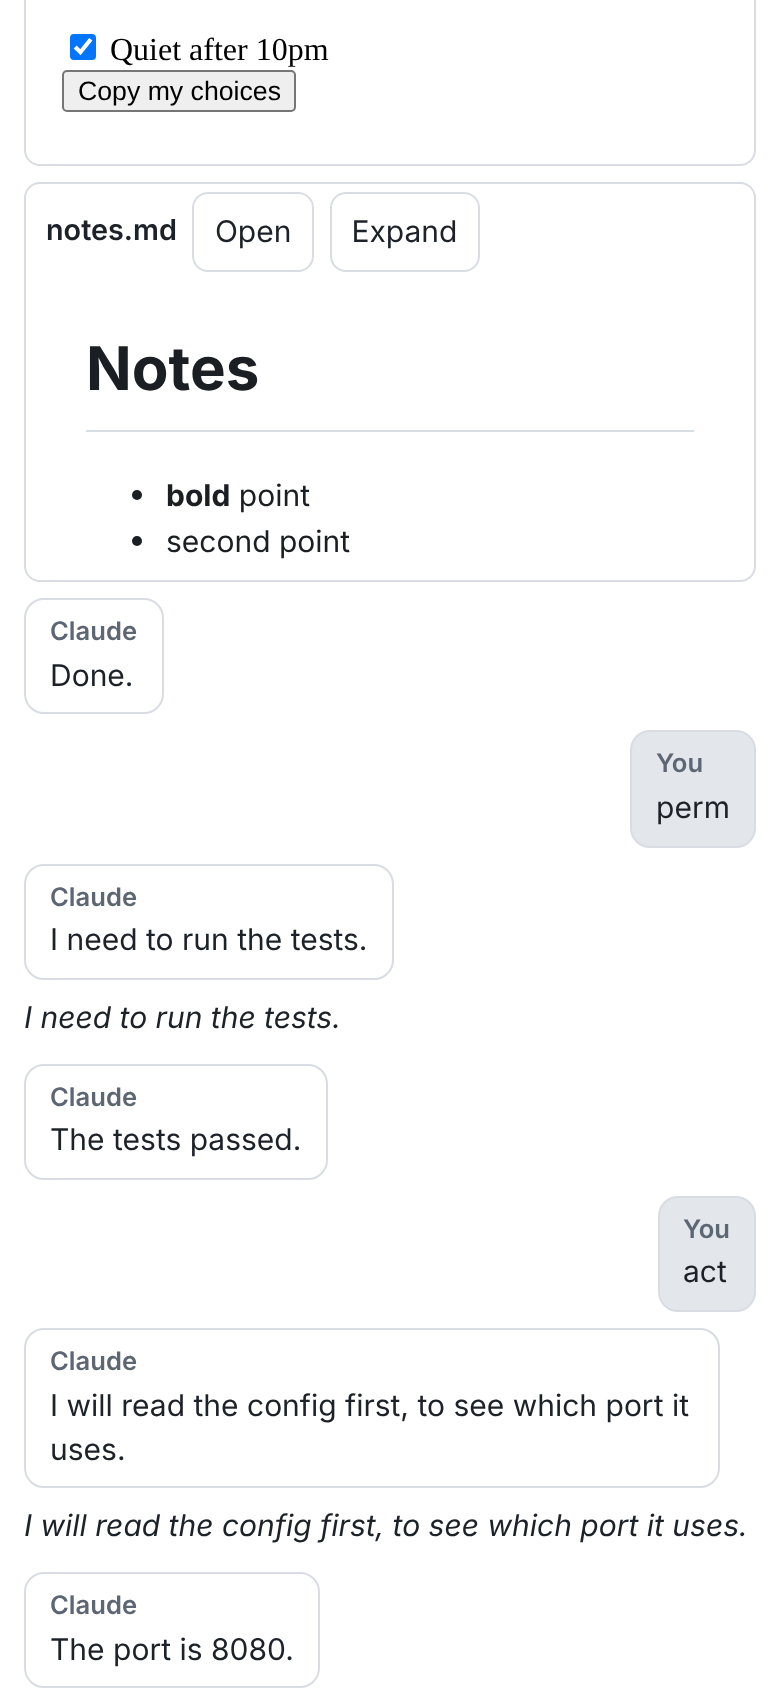 Quiet after 10pm
Copy my choices
notes.md Open Expand
Notes
bold point
second point
Claude
Done.
You
perm
Claude
I need to run the tests.
I need to run the tests.
Claude
The tests passed.
You
act
Claude
I will read the config first, to see which port it
uses.
I will read the config first, to see which port it uses.
Claude
The port is 8080.